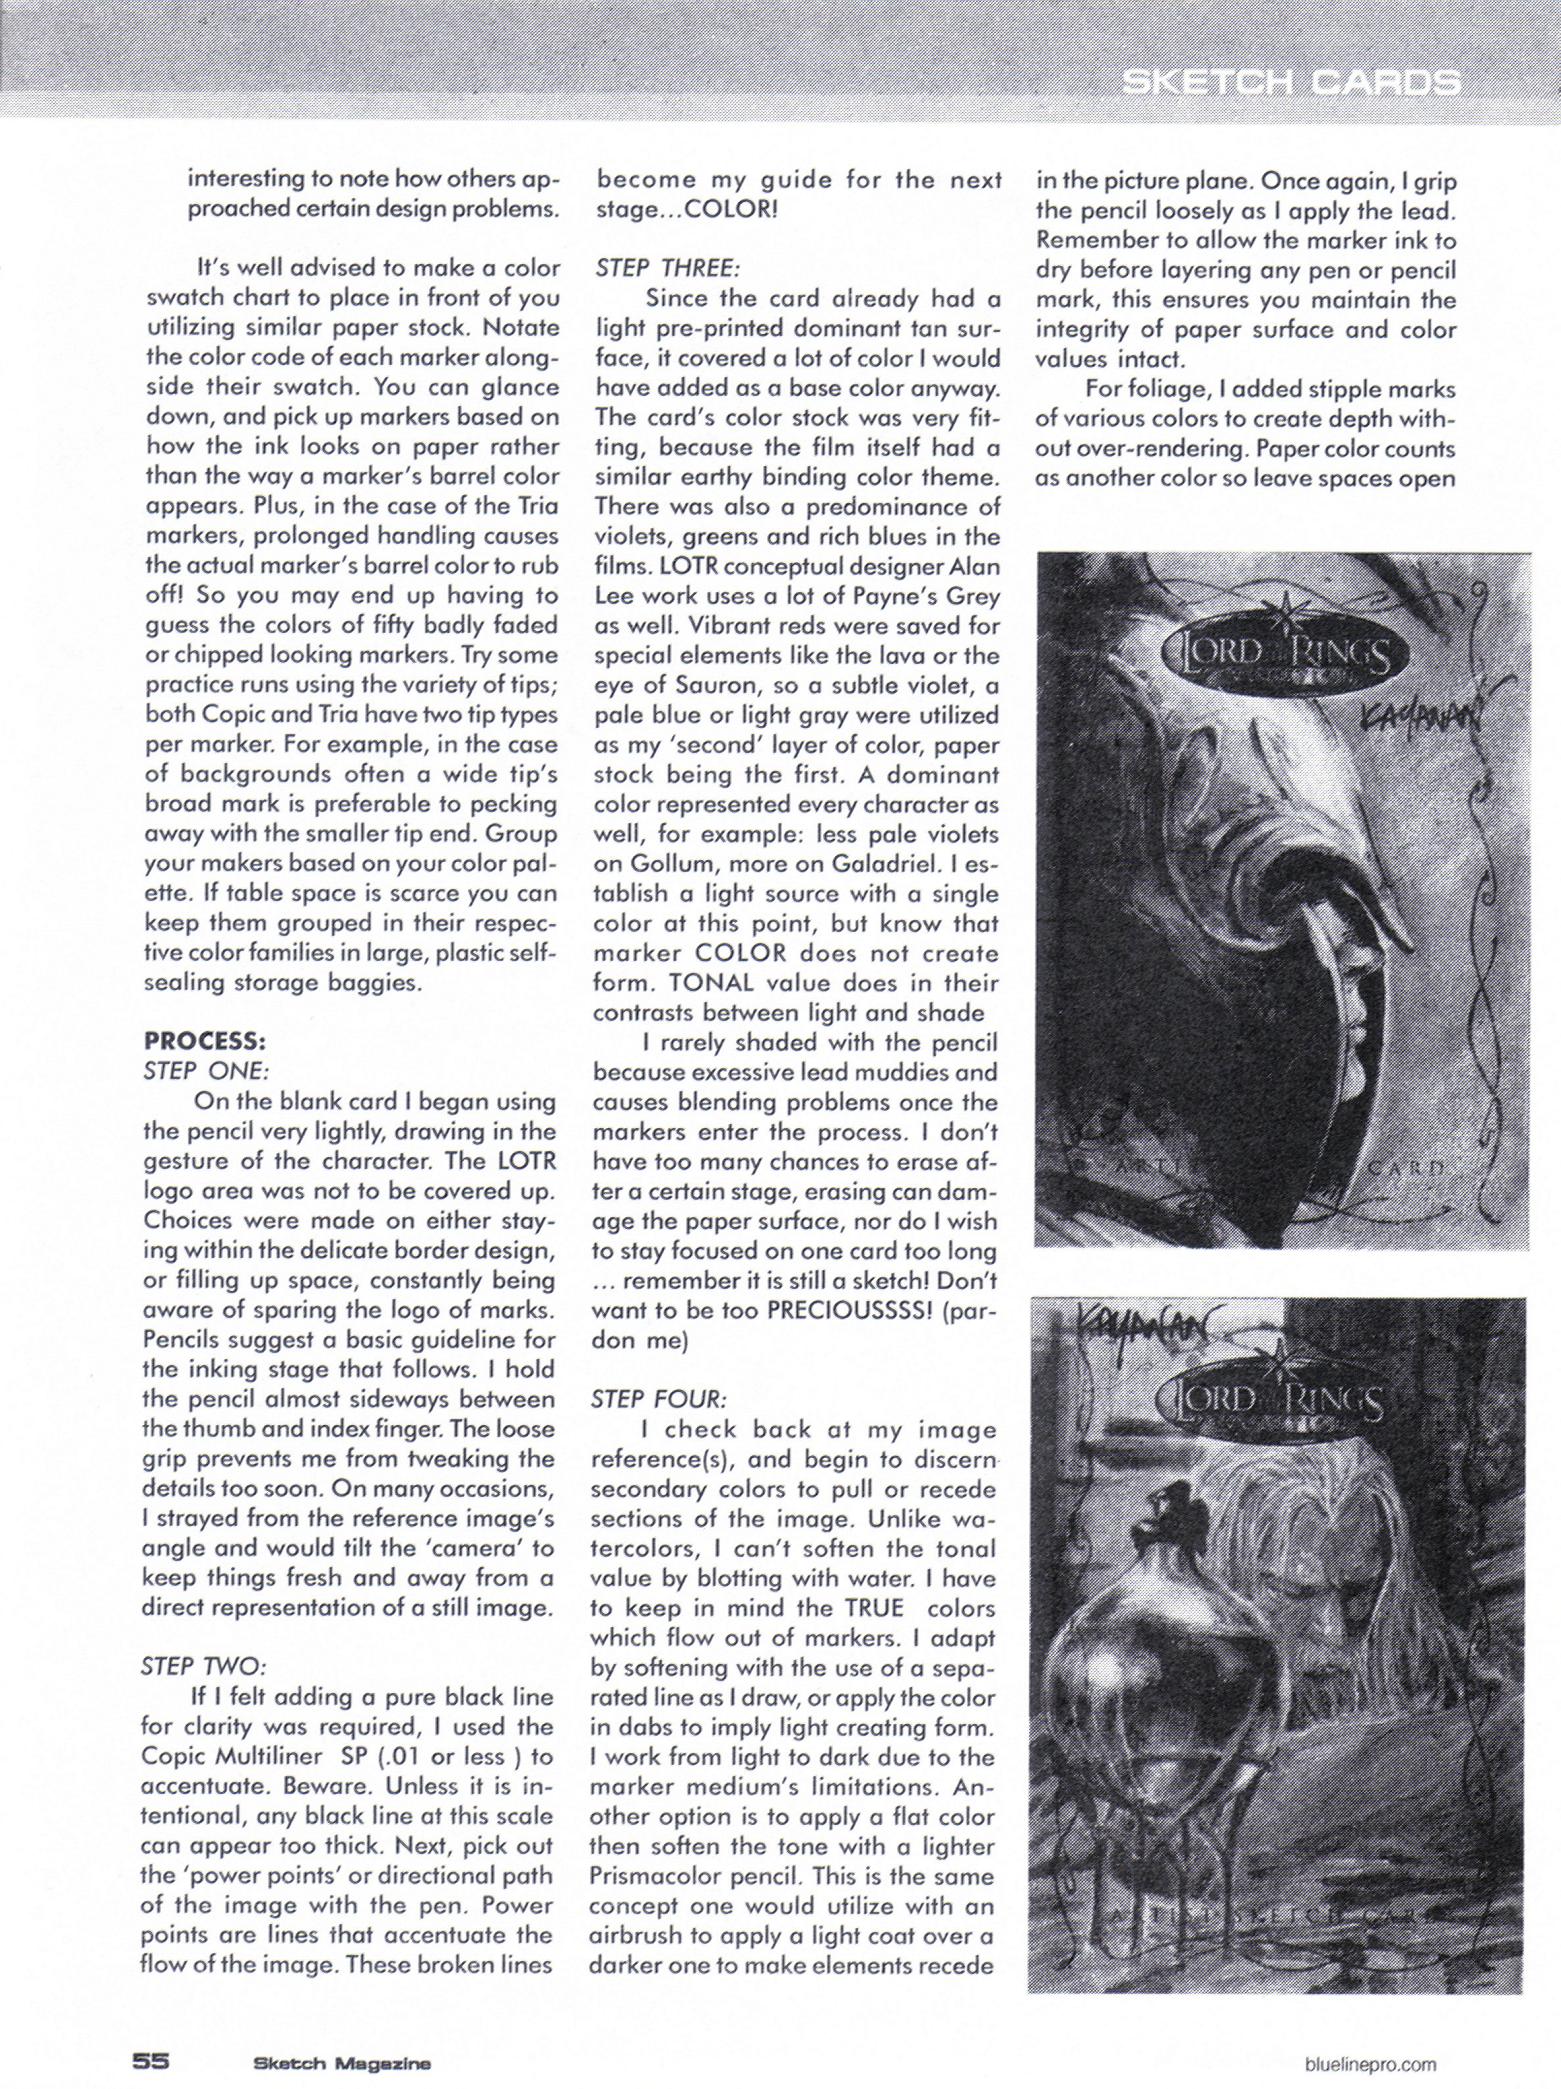 SKETCH CARDS
interesting to note how others ap-
proached certain design problems.
It's well advised to make a color
swatch chart to place in front of you
utilizing similar paper stock. Notate
the color code of each marker along-
side their swatch. You can glance
down, and pick up markers based on
how the ink looks on paper rather
than the way a marker's barrel color
appears. Plus, in the case of the Tria
markers, prolonged handling causes
the actual marker's barrel color to rub
off! So you may end up having to
guess the colors of fifty badly faded
or chipped looking markers. Try some
practice runs using the variety of tips;
both Copic and Tria have two tip types
per marker. For example, in the case
of backgrounds often a wide tip's
broad mark is preferable to pecking
away with the smaller tip end. Group
your makers based on your color pal-
ette. If table space is scarce you can
keep them grouped in their respec-
tive color families in large, plastic self-
sealing storage baggies.
PROCESS:
STEP ONE:
On the blank card I began using
the pencil very lightly, drawing in the
gesture of the character. The LOTR
logo area was not to be covered up.
Choices were made on either stay-
ing within the delicate border design,
or filling up space, constantly being
aware of sparing the logo of marks.
Pencils suggest a basic guideline for
the inking stage that follows. I hold
the pencil almost sideways between
the thumb and index finger. The loose
grip prevents me from tweaking the
details too soon. On many occasions,
I strayed from the reference image's
angle and would tilt the 'camera' to
keep things fresh and away from a
direct representation of a still image.
STEP TWO:
If I felt adding a pure black line
for clarity was required, I used the
Copic Multiliner SP (.01 or less ) to
accentuate. Beware. Unless it is in-
tentional, any black line at this scale
can appear too thick. Next, pick out
the 'power points' or directional path
of the image with the pen. Power
points are lines that accentuate the
flow of the image. These broken lines
become my guide for the next
stage...COLOR!
STEP THREE:
Since the card already had a
light pre-printed dominant tan sur-
face, it covered a lot of color I would
have added as a base color anyway.
The card's color stock was very fit-
ting, because the film itself had a
similar earthy binding color theme.
There was also a predominance of
violets, greens and rich blues in the
films. LOTR conceptual designer Alan
Lee work uses a lot of Payne's Grey
as well. Vibrant reds were saved for
special elements like the lava or the
eye of Sauron, so a subtle violet, a
pale blue or light gray were utilized
as my 'second' layer of color, paper
stock being the first. A dominant
color represented every character as
well, for example: less pale violets
on Gollum, more on Galadriel. I es-
tablish a light source with a single
color at this point, but know that
marker COLOR does not create
form. TONAL value does in their
contrasts between light and shade
I rarely shaded with the pencil
because excessive lead muddies and
causes blending problems once the
markers enter the process. I don't
have too many chances to erase af-
ter a certain stage, erasing can dam-
age the paper surface, nor do I wish
to stay focused on one card too long
... remember it is still a sketch! Don't
want to be too PRECIOUSSSS! (par-
don me)
STEP FOUR:
I check back at my image
reference(s), and begin to discern
secondary colors to pull or recede
sections of the image. Unlike wa-
tercolors, I can't soften the tonal
value by blotting with water. I have
to keep in mind the TRUE colors
which flow out of markers. I adapt
by softening with the use of a sepa-
rated line as I draw, or apply the color
in dabs to imply light creating form.
I work from light to dark due to the
marker medium's limitations. An-
other option is to apply a flat color
then soften the tone with a lighter
Prismacolor pencil. This is the same
concept one would utilize with an
airbrush to apply a light coat over a
darker one to make elements recede
in the picture plane. Once again, I grip
the pencil loosely as I apply the lead.
Remember to allow the marker ink to
dry before layering any pen or pencil
mark, this ensures you maintain the
integrity of paper surface and color
values intact.
For foliage, I added stipple marks
of various colors to create depth with-
out over-rendering. Paper color counts
as another color so leave spaces open
LORD RINGS
KAYANAN
CARD
KAYANAN
LORD RINGS
ARTIST SKETCH CARD
55 Sketch Magazine bluelinepro.com